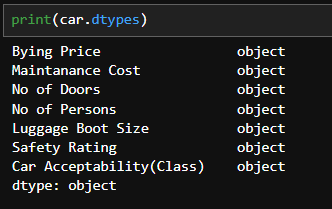 print(car.dtypes)
Bying Price object
Maintanance Cost object
No of Doors object
No of Persons object
Luggage Boot Size object
Safety Rating object
Car Acceptability(Class) object
dtype: object